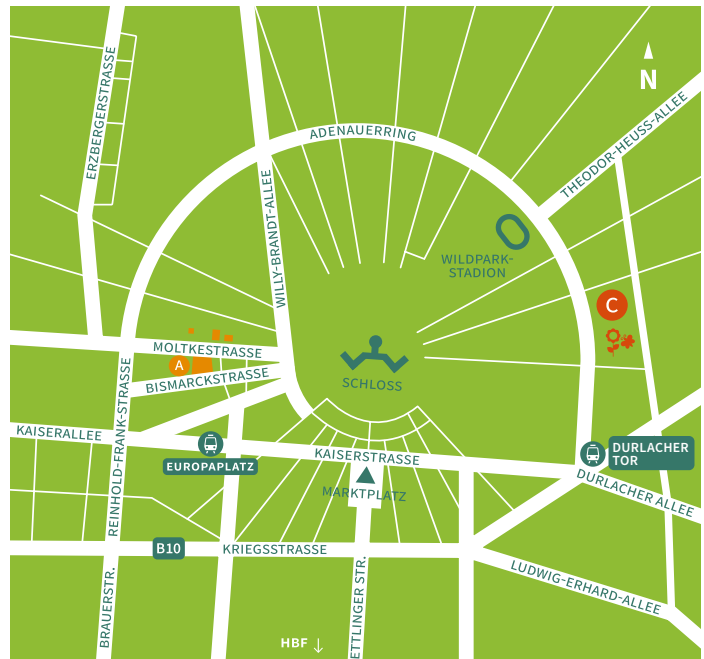 ERZBERGERSTRASSE
ADENAUERRING
N
THEODOR-HEUSS-ALLEE
WILLY-BRANDT-ALLEE
WILDPARK-
STADION
C
MOLTKESTRASSE
A
BISMARCKSTRASSE
SCHLOSS
REINHOLD-FRANK-STRASSE
KAISERALLEE
EUROPAPLATZ
KAISERSTRASSE
DURLACHER
TOR
MARKTPLATZ
DURLACHER ALLEE
B10
KRIEGSSTRASSE
LUDWIG-ERHARD-ALLEE
BRAUERSTR.
ETTLINGER STR.
HBF ↓